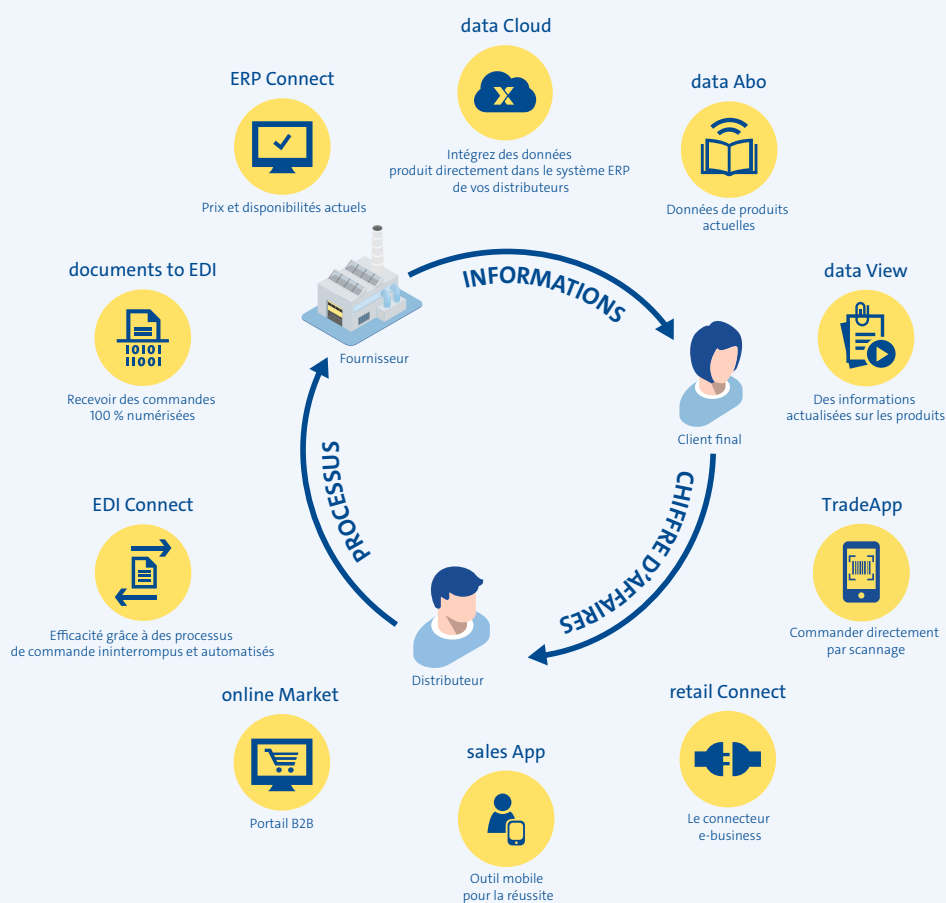 data Cloud
Intégrez des données
produit directement dans le système ERP
de vos distributeurs
ERP Connect
Prix et disponibilités actuels
data Abo
Données de produits
actuelles
documents to EDI
10101
11001
Recevoir des commandes
100 % numérisées
Fournisseur
INFORMATIONS
data View
Des informations
actualisées sur les produits
Client final
PROCESSUS
CHIFFRE D'AFFAIRES
EDI Connect
Efficacité grâce à des processus
de commande ininterrompus et automatisés
TradeApp
Commander directement
par scannage
Distributeur
online Market
Portail B2B
sales App
Outil mobile
pour la réussite
retail Connect
Le connecteur
e-business